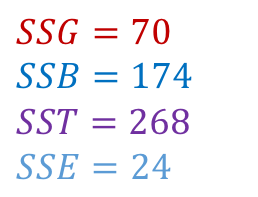 SSG = 70
SSB = 174
SST = 268
SSE = 24